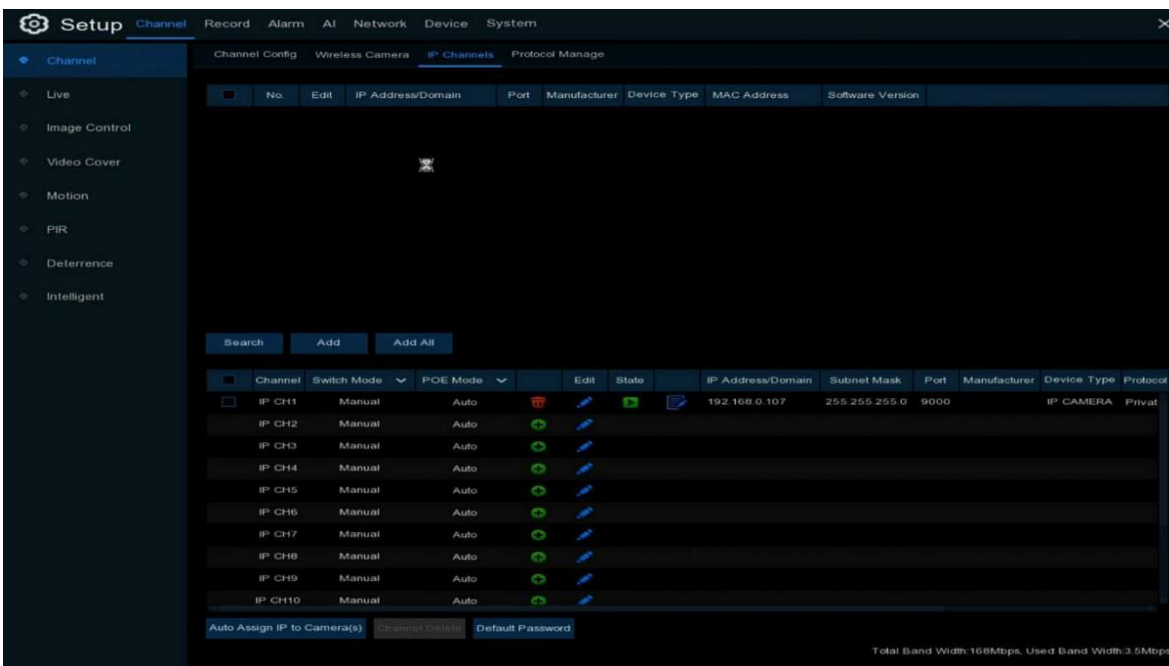 Setup Channel Record Alarm AI Network Device System
Channel Config Wireless Camera IP Channels Protocol Manage
Channel
Live
Image Control
Video Cover
Motion
PIR
Deterrence
Intelligent
No. Edit IP Address/Domain Port Manufacturer Device Type MAC Address Software Version
Search Add Add All
Channel Switch Mode POE Mode Edit State IP Address/Domain Subnet Mask Port Manufacturer Device Type Protocol
IP CH1 Manual Auto 192.168.0.107 255.255.255.0 9000 IP CAMERA Privat
IP CH2 Manual Auto
IP CH3 Manual Auto
IP CH4 Manual Auto
IP CH5 Manual Auto
IP CH6 Manual Auto
IP CH7 Manual Auto
IP CH8 Manual Auto
IP CH9 Manual Auto
IP CH10 Manual Auto
Auto Assign IP to Camera(s) Channel Delete Default Password
Total Band Width:168Mbps, Used Band Width:3.5Mbps